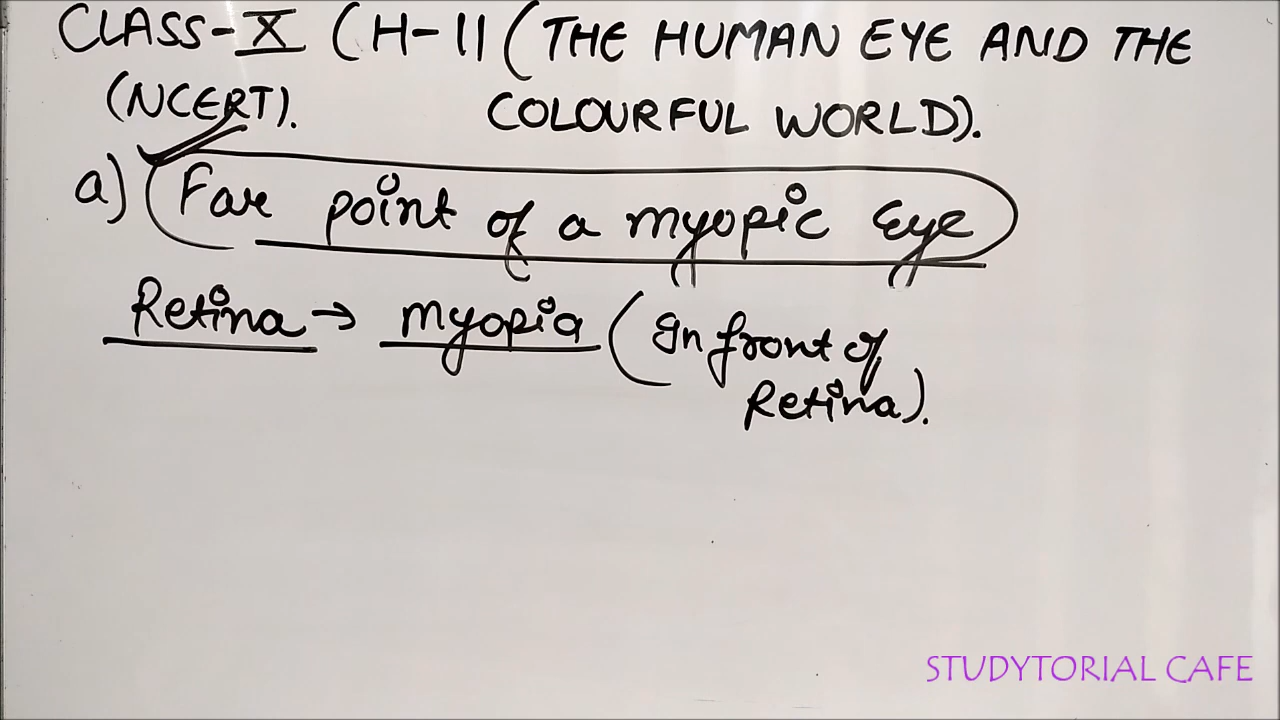 CLASS-X CH-11 (THE HUMAN EYE AND THE
(NCERT). COLOURFUL WORLD).
a) Far point of a myopic Eye
Retina → myopia (In front of
Retina).
STUDYTORIAL CAFE